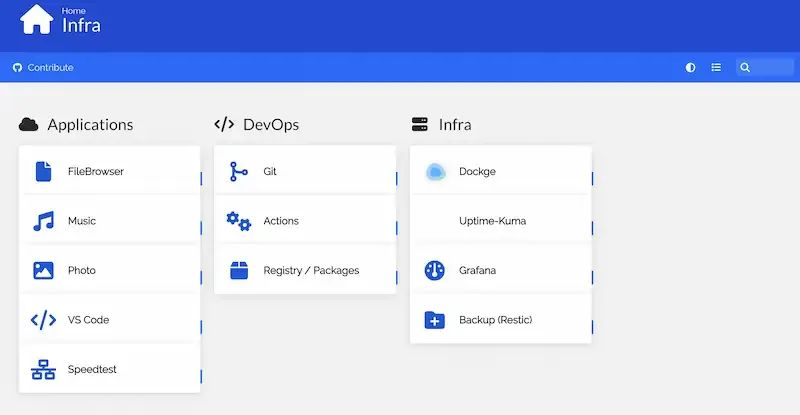 Home
Infra
Contribute
Applications
FileBrowser
Music
Photo
VS Code
Speedtest
DevOps
Git
Actions
Registry / Packages
Infra
Dockge
Uptime-Kuma
Grafana
Backup (Restic)